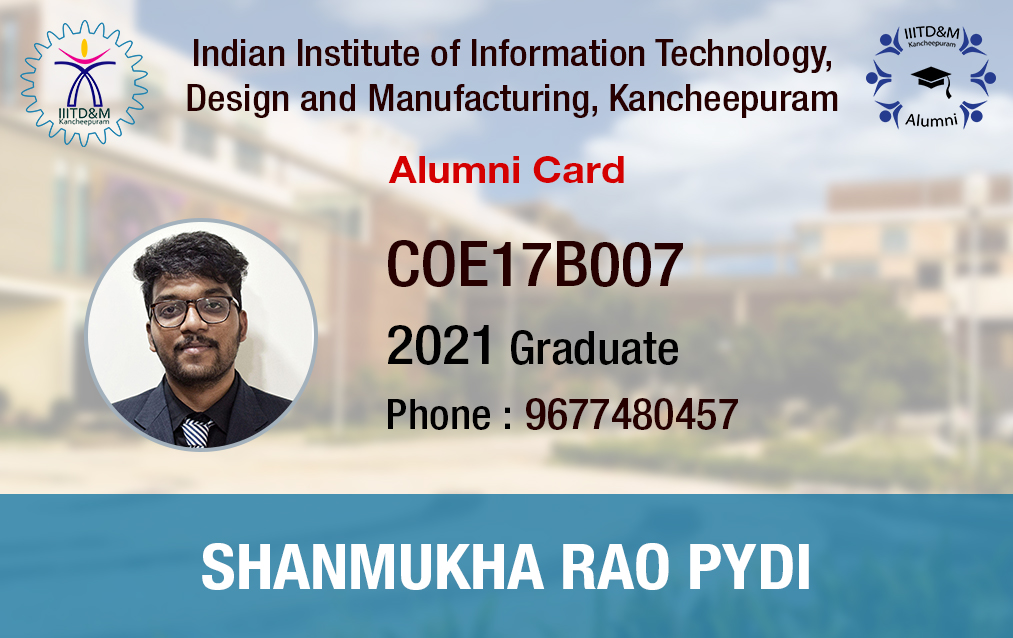 Indian Institute of Information Technology,
Design and Manufacturing, Kancheepuram
IIITD&M
Kancheepuram
IIITD&M
Kancheepuram
Alumni
Alumni Card
COE17B007
2021 Graduate
Phone : 9677480457
SHANMUKHA RAO PYDI